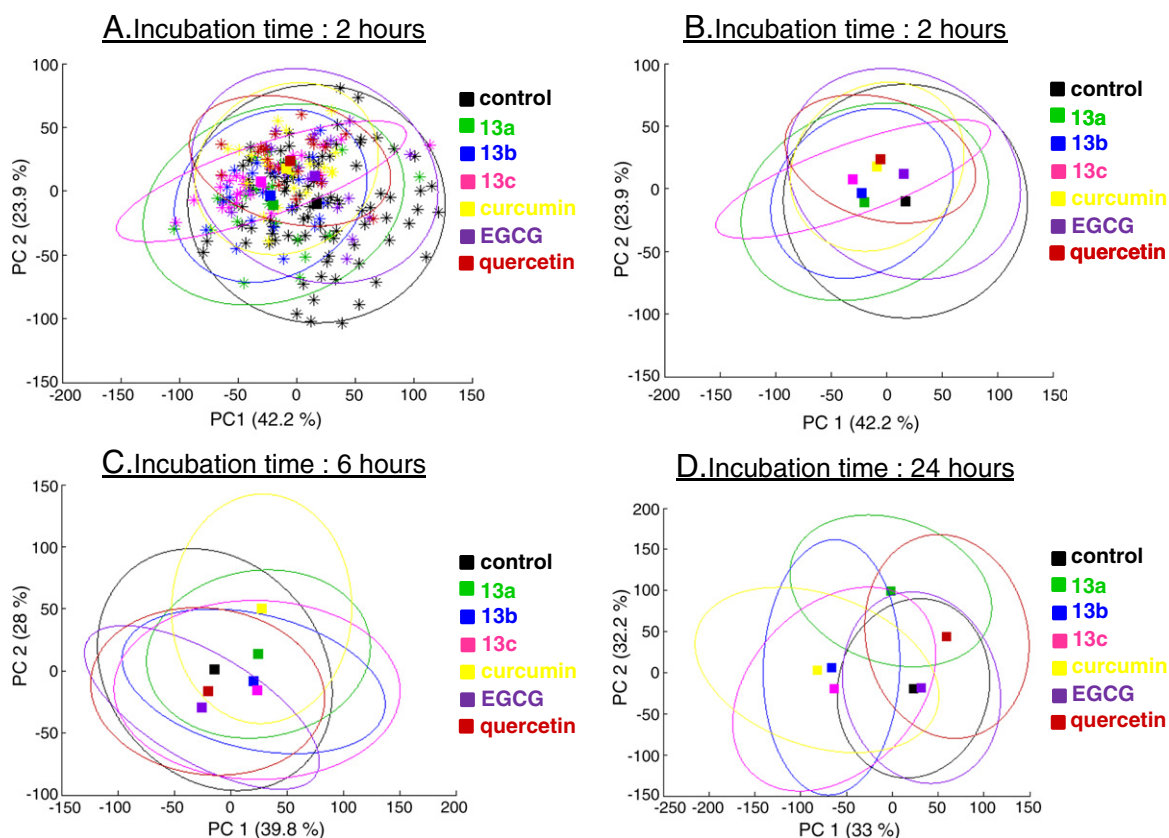 A.Incubation time : 2 hours
100
50
0
-50
-100
-150
-200
-150
-100
-50
0
50
100
150
PC 2 (23.9 %)
PC1 (42.2 %)
control
13a
13b
13c
curcumin
EGCG
quercetin
B.Incubation time : 2 hours
100
50
0
-50
-100
-150
-200
-150
-100
-50
0
50
100
150
PC 2 (23.9 %)
PC 1 (42.2 %)
control
13a
13b
13c
curcumin
EGCG
quercetin
C.Incubation time : 6 hours
150
100
50
0
-50
-100
-150
-100
-50
0
50
100
150
200
PC 2 (28 %)
PC 1 (39.8 %)
control
13a
13b
13c
curcumin
EGCG
quercetin
D.Incubation time : 24 hours
200
150
100
50
0
-50
-100
-150
-250
-200
-150
-100
-50
0
50
100
150
PC 2 (32.2 %)
PC 1 (33 %)
control
13a
13b
13c
curcumin
EGCG
quercetin